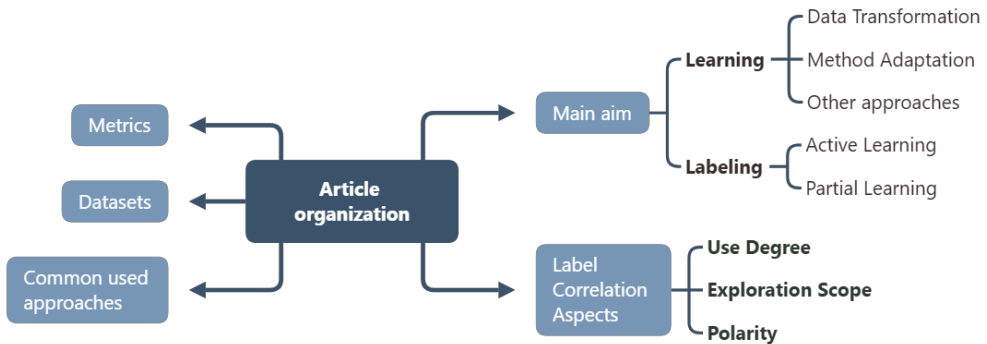 Article
organization
Metrics
Datasets
Common used
approaches
Main aim
Learning
Data Transformation
Method Adaptation
Other approaches
Labeling
Active Learning
Partial Learning
Label
Correlation
Aspects
Use Degree
Exploration Scope
Polarity